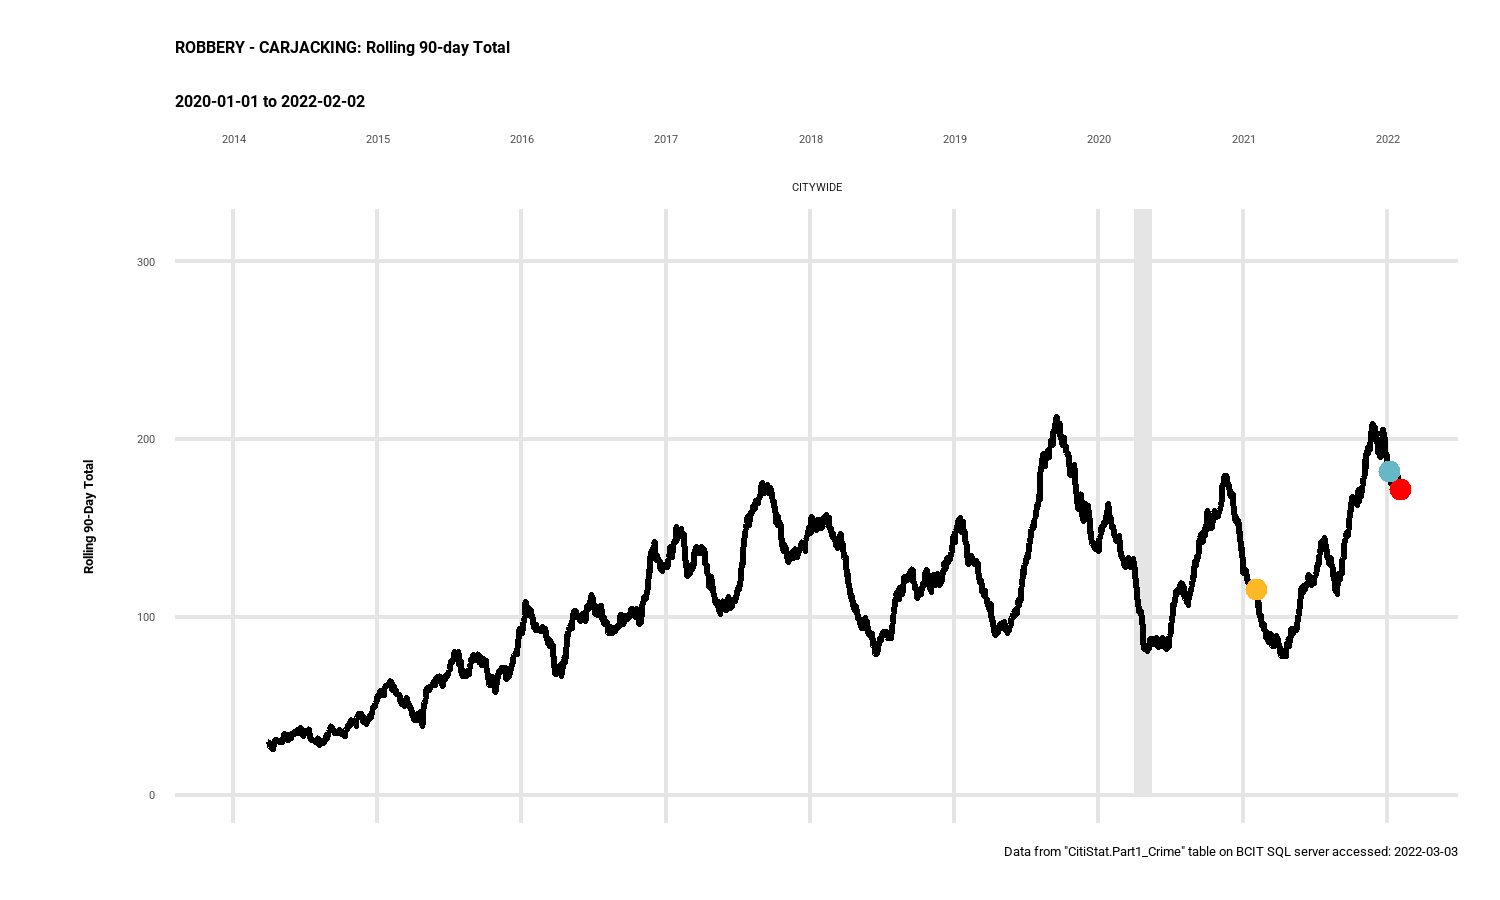 ROBBERY - CARJACKING: Rolling 90-day Total
2020-01-01 to 2022-02-02
2014 2015 2016 2017 2018 2019 2020 2021 2022
CITYWIDE
300
200
100
0
Rolling 90-Day Total
Data from "CitiStat.Part1_Crime" table on BCIT SQL server accessed: 2022-03-03